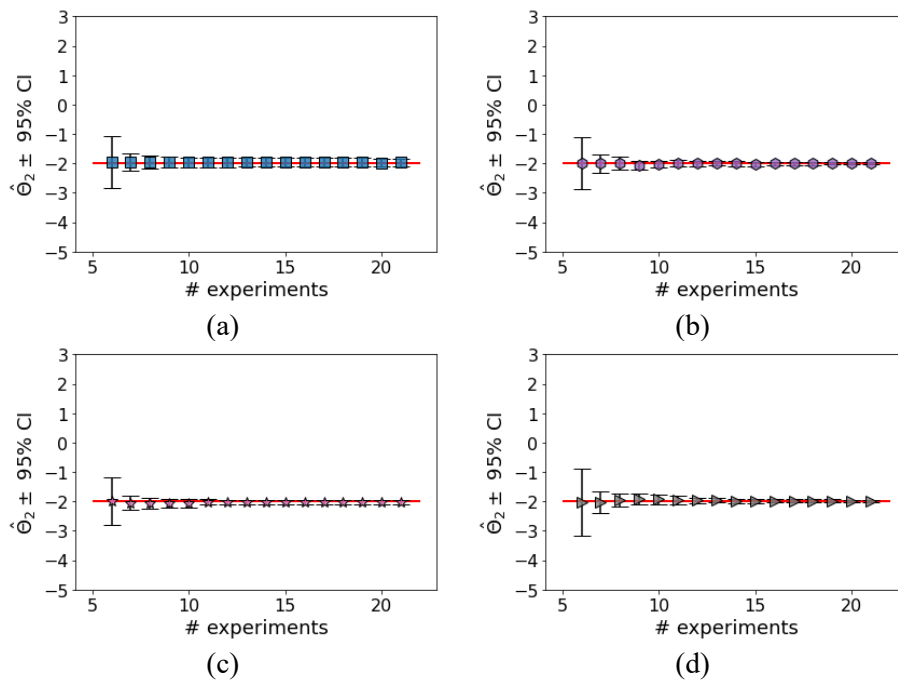 3
2
1
0
−1
−2
−3
−4
−5
Θ̂₂ ± 95% CI
5 10 15 20
# experiments
(a)
3
2
1
0
−1
−2
−3
−4
−5
Θ̂₂ ± 95% CI
5 10 15 20
# experiments
(b)
3
2
1
0
−1
−2
−3
−4
−5
Θ̂₂ ± 95% CI
5 10 15 20
# experiments
(c)
3
2
1
0
−1
−2
−3
−4
−5
Θ̂₂ ± 95% CI
5 10 15 20
# experiments
(d)